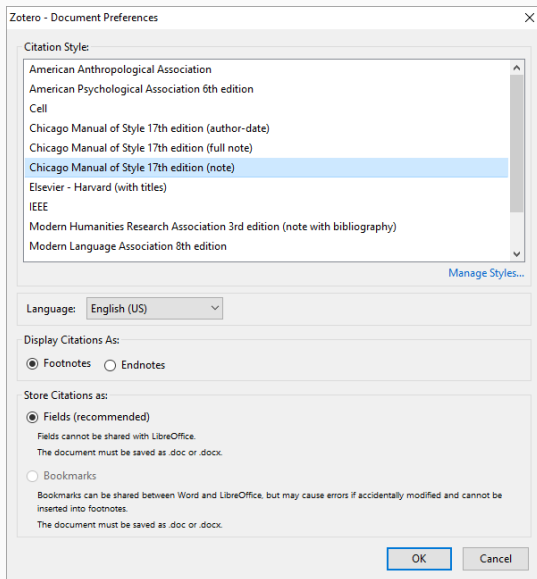 Zotero - Document Preferences
Citation Style:
American Anthropological Association
American Psychological Association 6th edition
Cell
Chicago Manual of Style 17th edition (author-date)
Chicago Manual of Style 17th edition (full note)
Chicago Manual of Style 17th edition (note)
Elsevier - Harvard (with titles)
IEEE
Modern Humanities Research Association 3rd edition (note with bibliography)
Modern Language Association 8th edition
Manage Styles...
Language: English (US)
Display Citations As:
Footnotes Endnotes
Store Citations as:
Fields (recommended)
Fields cannot be shared with LibreOffice.
The document must be saved as .doc or .docx.
Bookmarks
Bookmarks can be shared between Word and LibreOffice, but may cause errors if accidentally modified and cannot be
inserted into footnotes.
The document must be saved as .doc or .docx.
OK Cancel